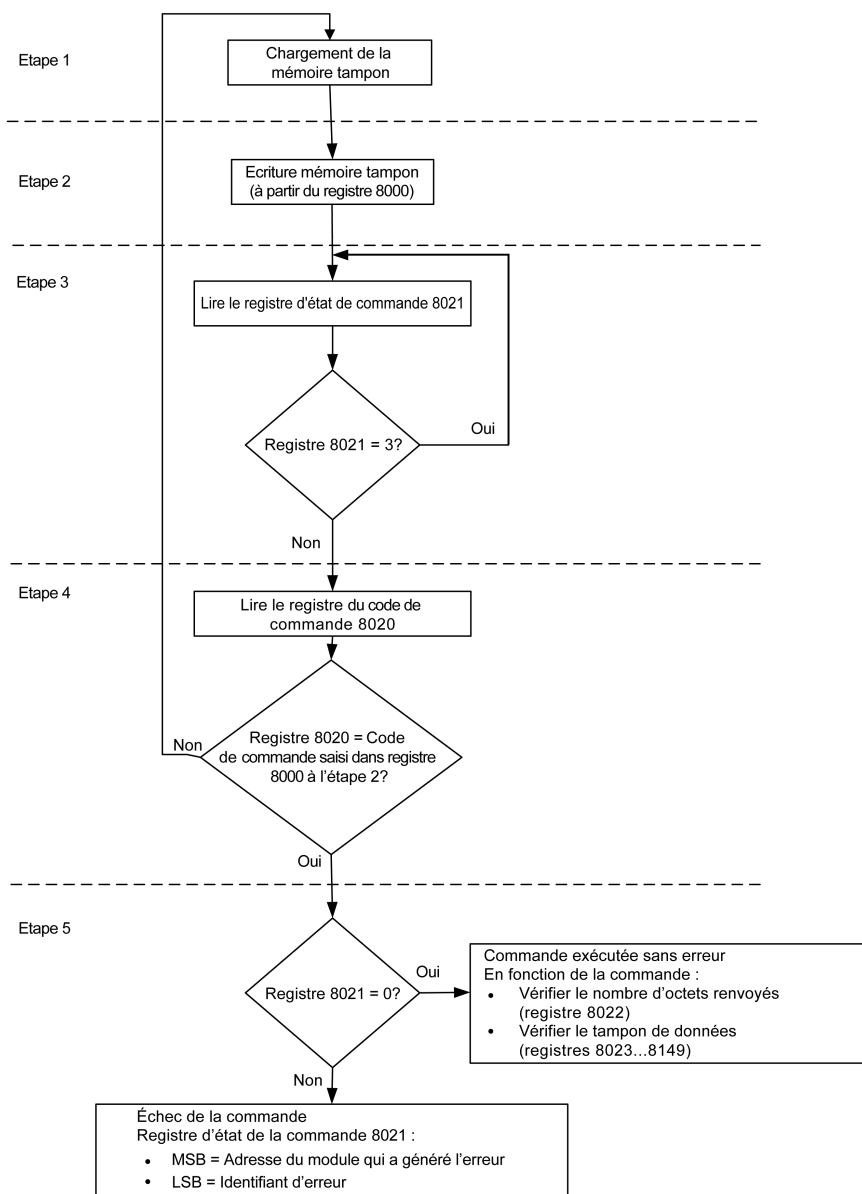 Etape 1
Chargement de la
mémoire tampon
Etape 2
Ecriture mémoire tampon
(à partir du registre 8000)
Etape 3
Lire le registre d'état de commande 8021
Registre 8021 = 3?
Oui
Non
Etape 4
Lire le registre du code de
commande 8020
Registre 8020 = Code
de commande saisi dans registre
8000 à l’étape 2?
Non
Oui
Etape 5
Registre 8021 = 0?
Oui
Commande exécutée sans erreur
En fonction de la commande :
• Vérifier le nombre d’octets renvoyés
(registre 8022)
• Vérifier le tampon de données
(registres 8023...8149)
Non
Échec de la commande
Registre d’état de la commande 8021 :
• MSB = Adresse du module qui a généré l’erreur
• LSB = Identifiant d’erreur